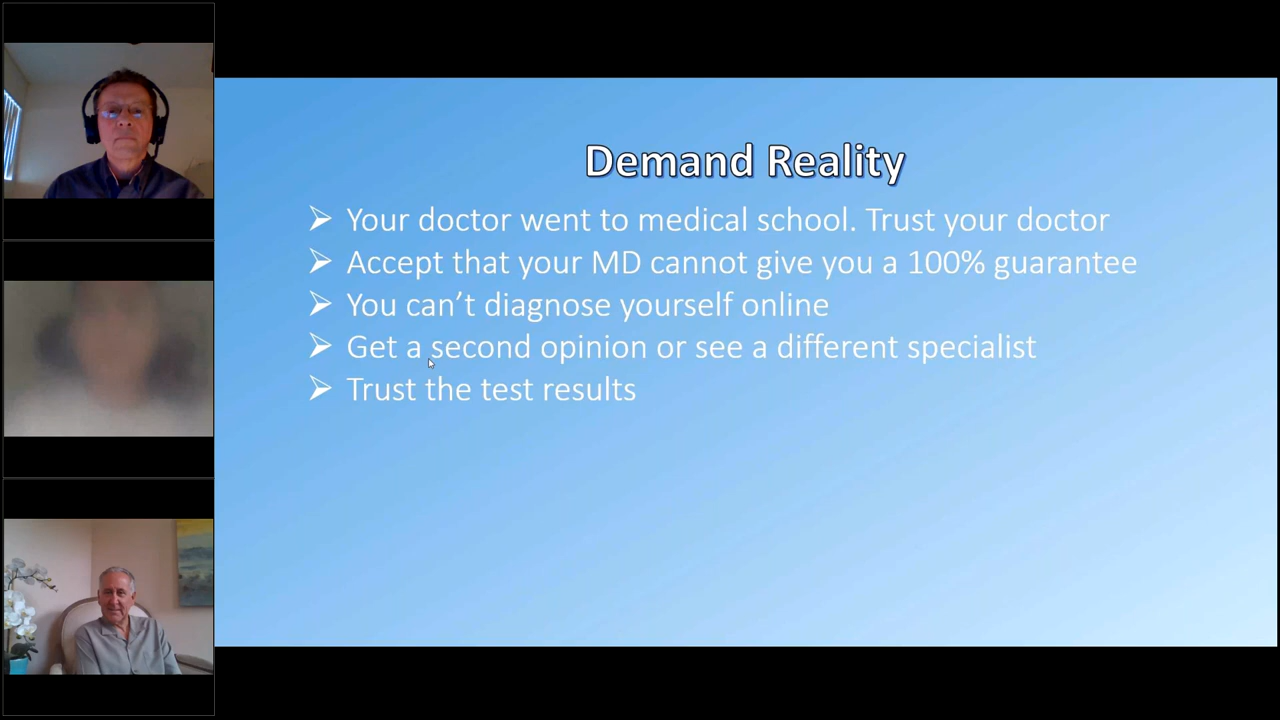 Demand Reality
Your doctor went to medical school. Trust your doctor
Accept that your MD cannot give you a 100% guarantee
You can’t diagnose yourself online
Get a second opinion or see a different specialist
Trust the test results